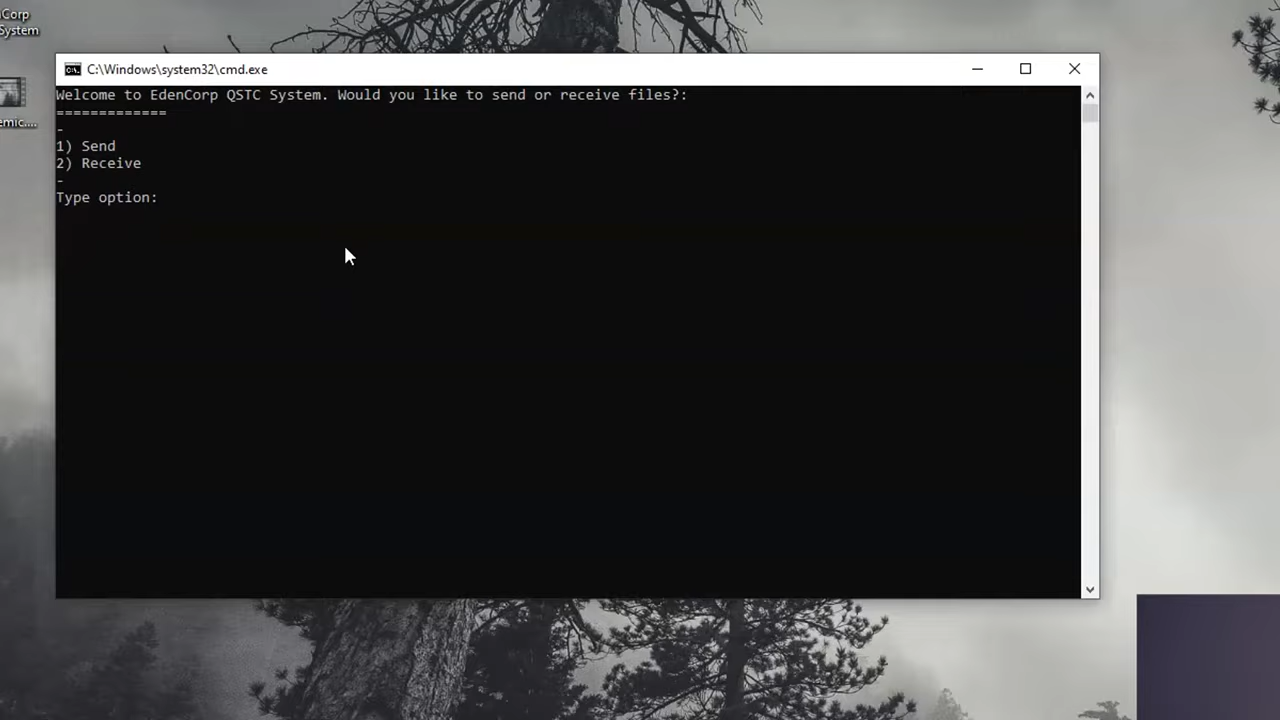 Corp
System
emic....
C:\Windows\system32\cmd.exe
Welcome to EdenCorp QSTC System. Would you like to send or receive files?:
=============
-
1) Send
2) Receive
-
Type option: